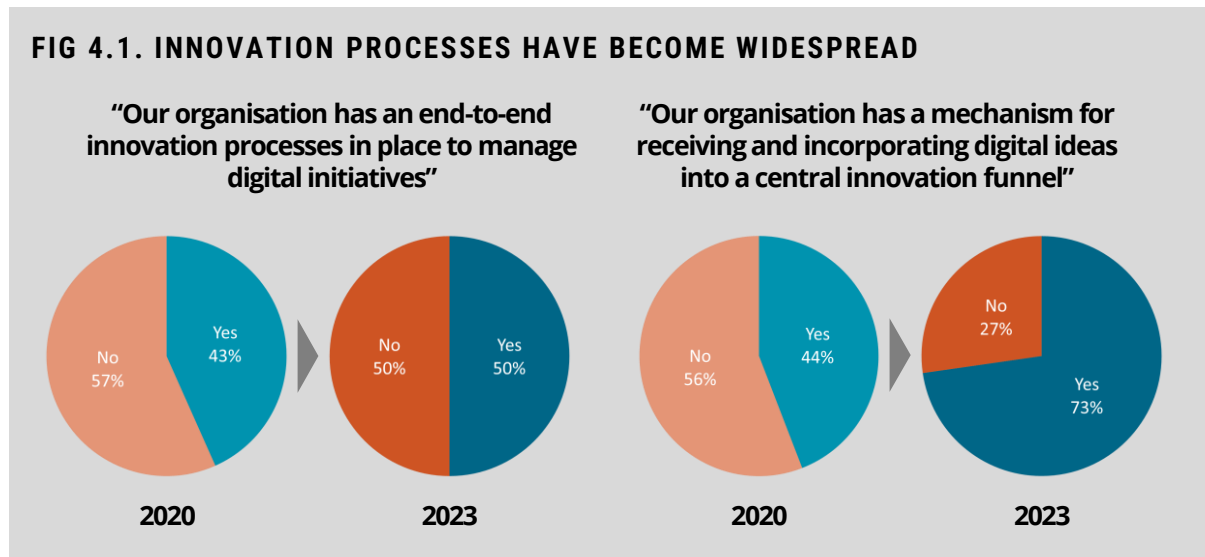 FIG 4.1. INNOVATION PROCESSES HAVE BECOME WIDESPREAD
“Our organisation has an end-to-end
innovation processes in place to manage
digital initiatives”
No
57%
Yes
43%
2020
No
50%
Yes
50%
2023
“Our organisation has a mechanism for
receiving and incorporating digital ideas
into a central innovation funnel”
No
56%
Yes
44%
2020
No
27%
Yes
73%
2023